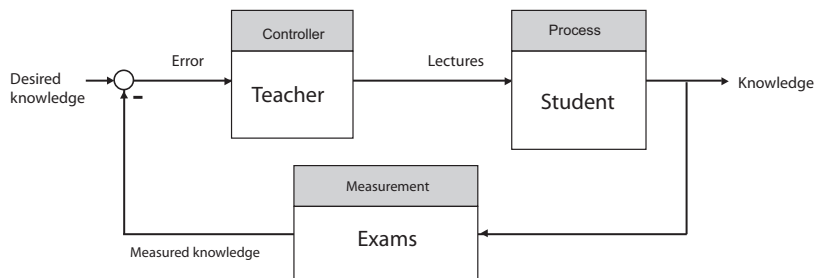 Controller
Process
Error
Lectures
Desired
knowledge
Teacher
Student
Knowledge
-
Measurement
Exams
Measured knowledge